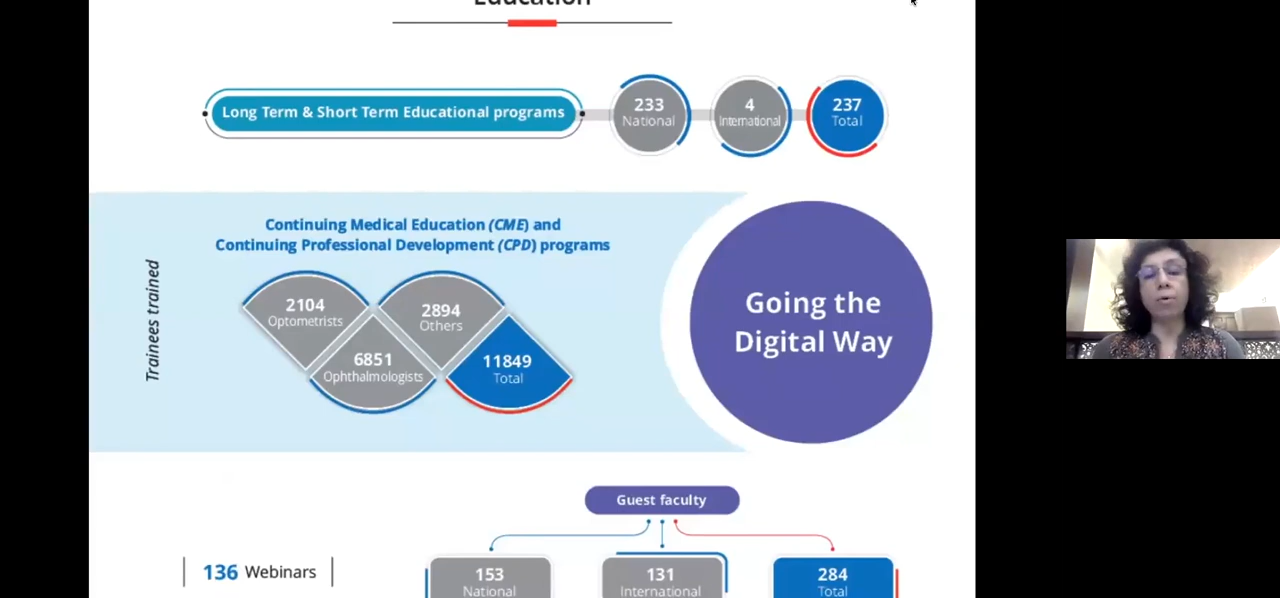 Education
Long Term & Short Term Educational programs
233
National
4
International
237
Total
Continuing Medical Education (CME) and
Continuing Professional Development (CPD) programs
Trainees trained
2104
Optometrists
6851
Ophthalmologists
2894
Others
11849
Total
Going the
Digital Way
Guest faculty
136 Webinars
153
National
131
International
284
Total